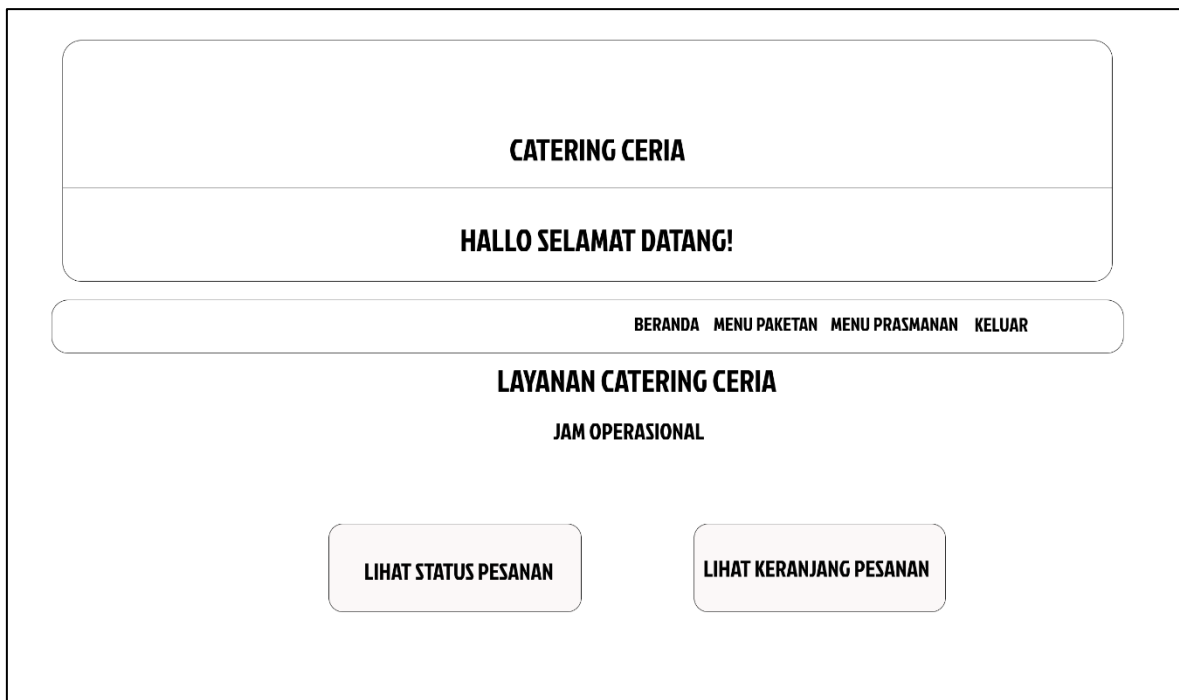 CATERING CERIA
HALLO SELAMAT DATANG!
BERANDA MENU PAKETAN MENU PRASMANAN KELUAR
LAYANAN CATERING CERIA
JAM OPERASIONAL
LIHAT STATUS PESANAN
LIHAT KERANJANG PESANAN